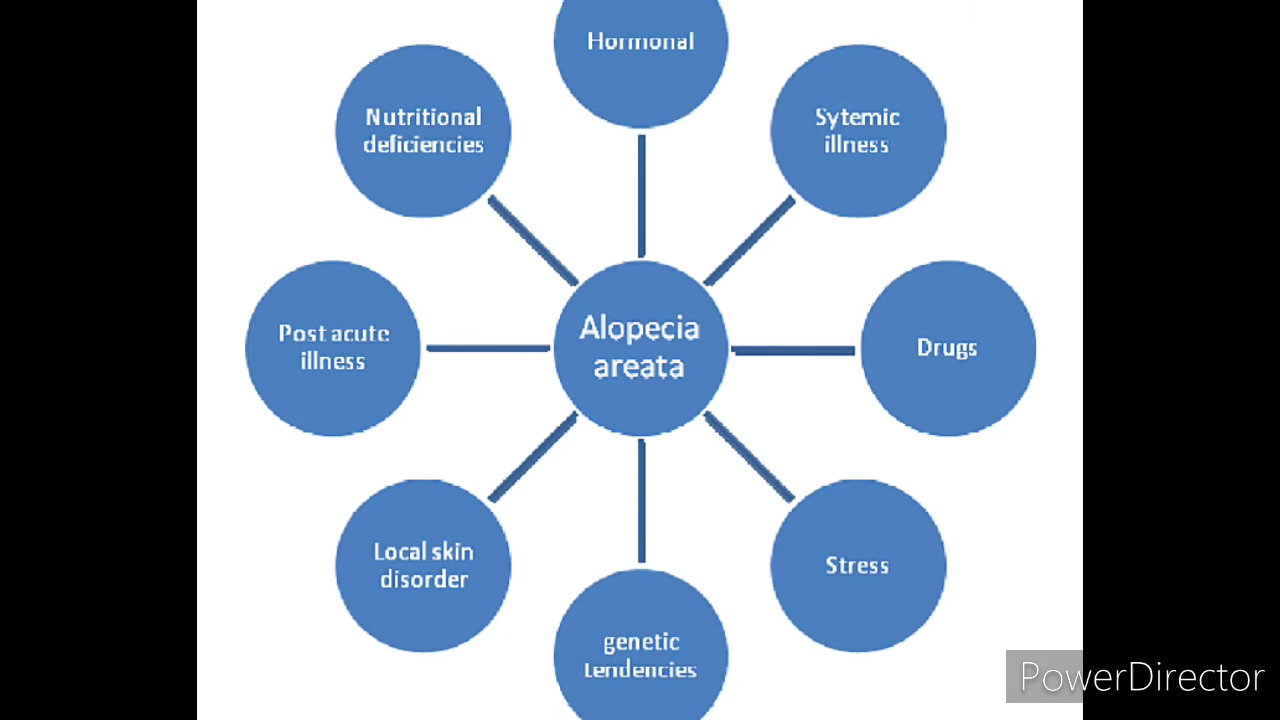 Hormonal
Sytemic
illness
Drugs
Stress
genetic
tendencies
Local skin
disorder
Post acute
illness
Nutritional
deficiencies
Alopecia
areata
PowerDirector